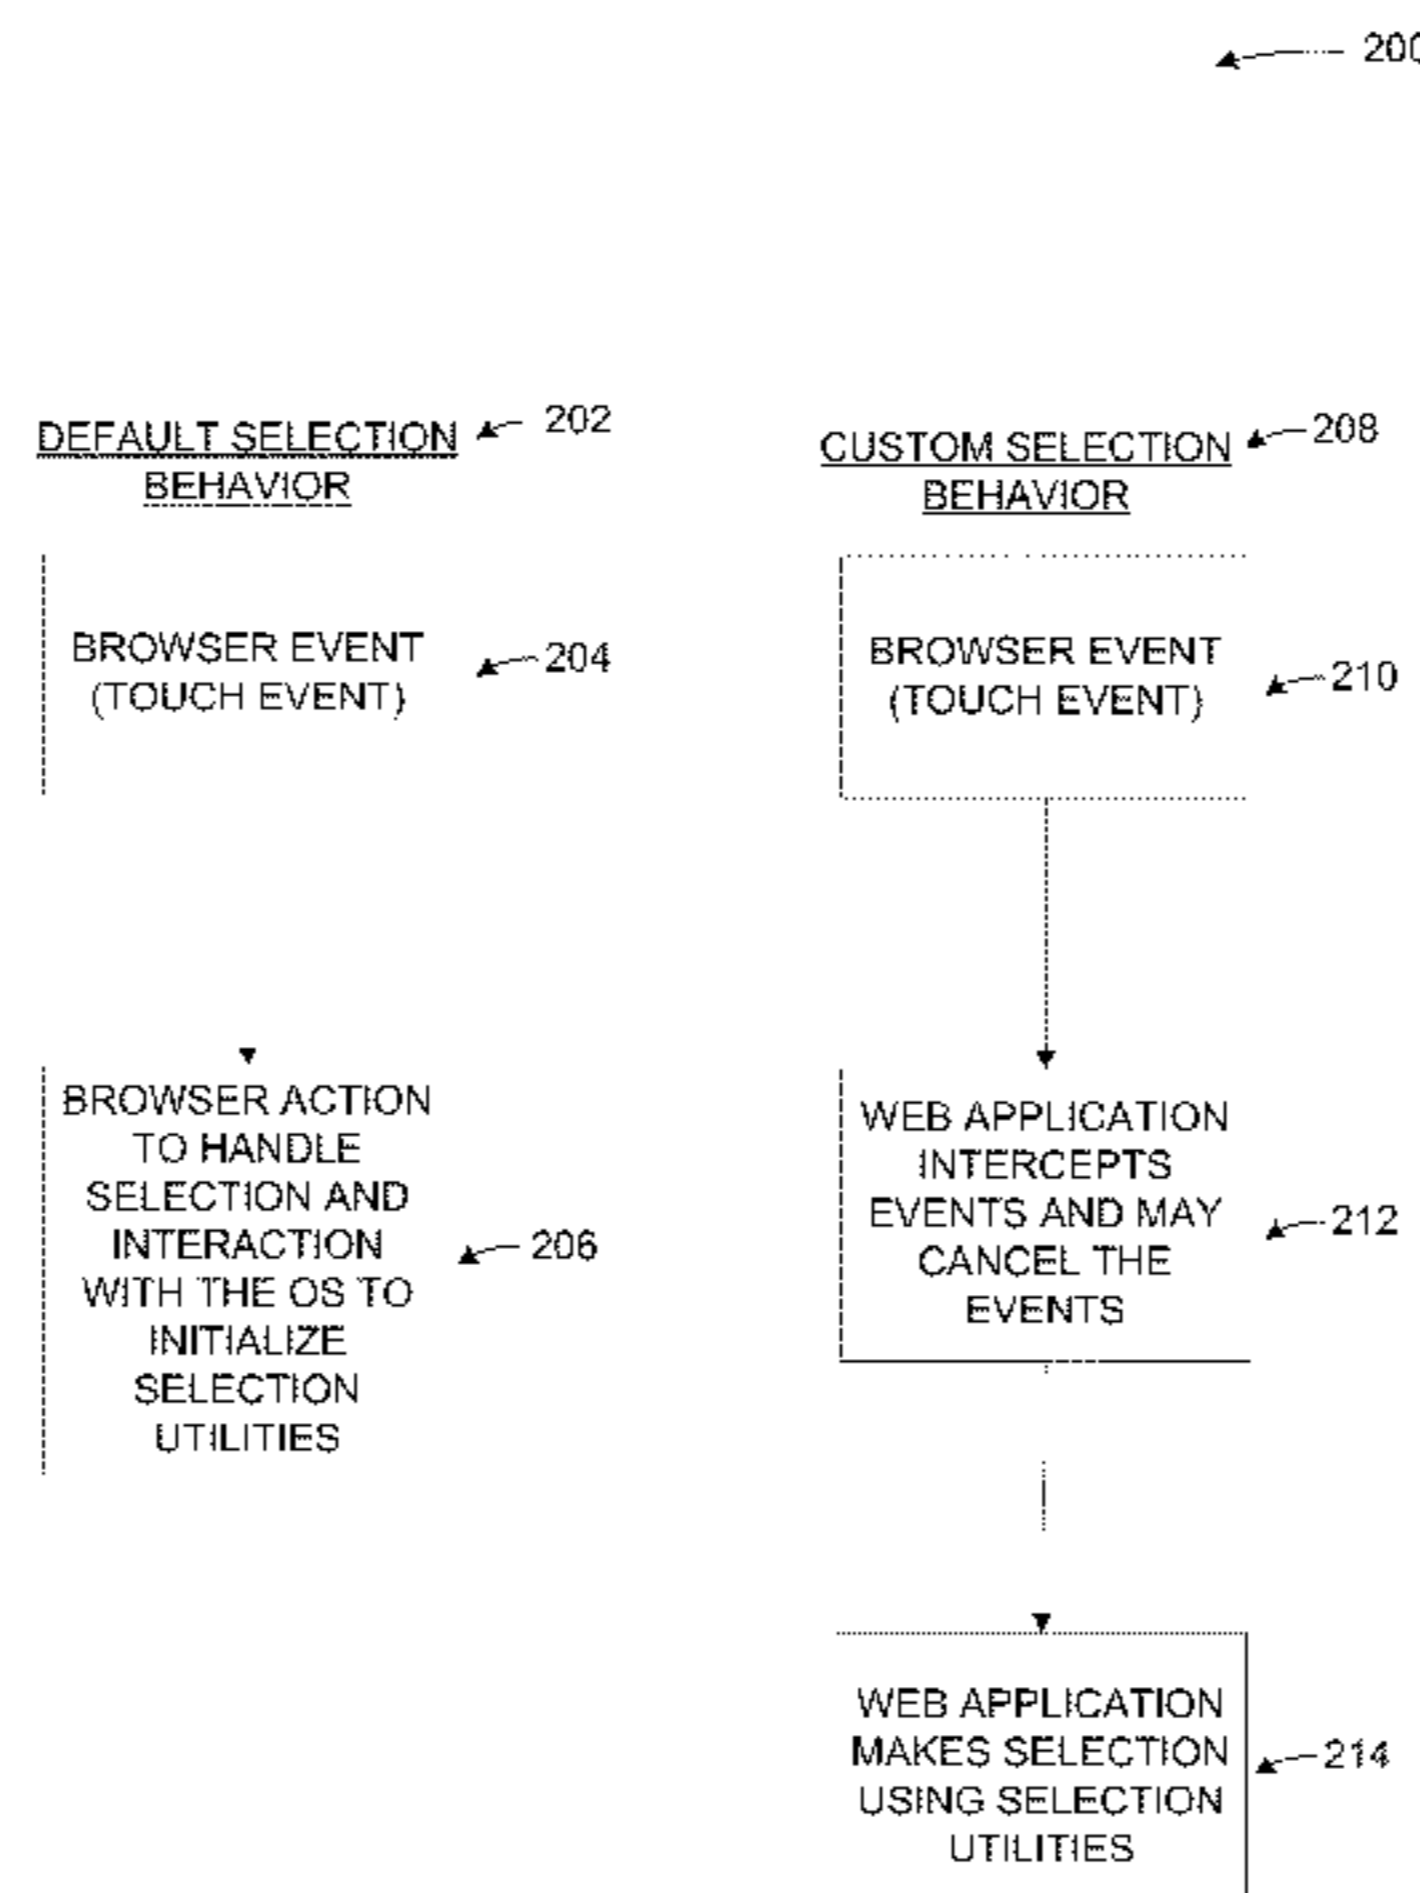 200
DEFAULT SELECTION
BEHAVIOR
202
BROWSER EVENT
(TOUCH EVENT)
204
BROWSER ACTION
TO HANDLE
SELECTION AND
INTERACTION
WITH THE OS TO
INITIALIZE
SELECTION
UTILITIES
206
CUSTOM SELECTION
BEHAVIOR
208
BROWSER EVENT
(TOUCH EVENT)
210
WEB APPLICATION
INTERCEPTS
EVENTS AND MAY
CANCEL THE
EVENTS
212
WEB APPLICATION
MAKES SELECTION
USING SELECTION
UTILITIES
214